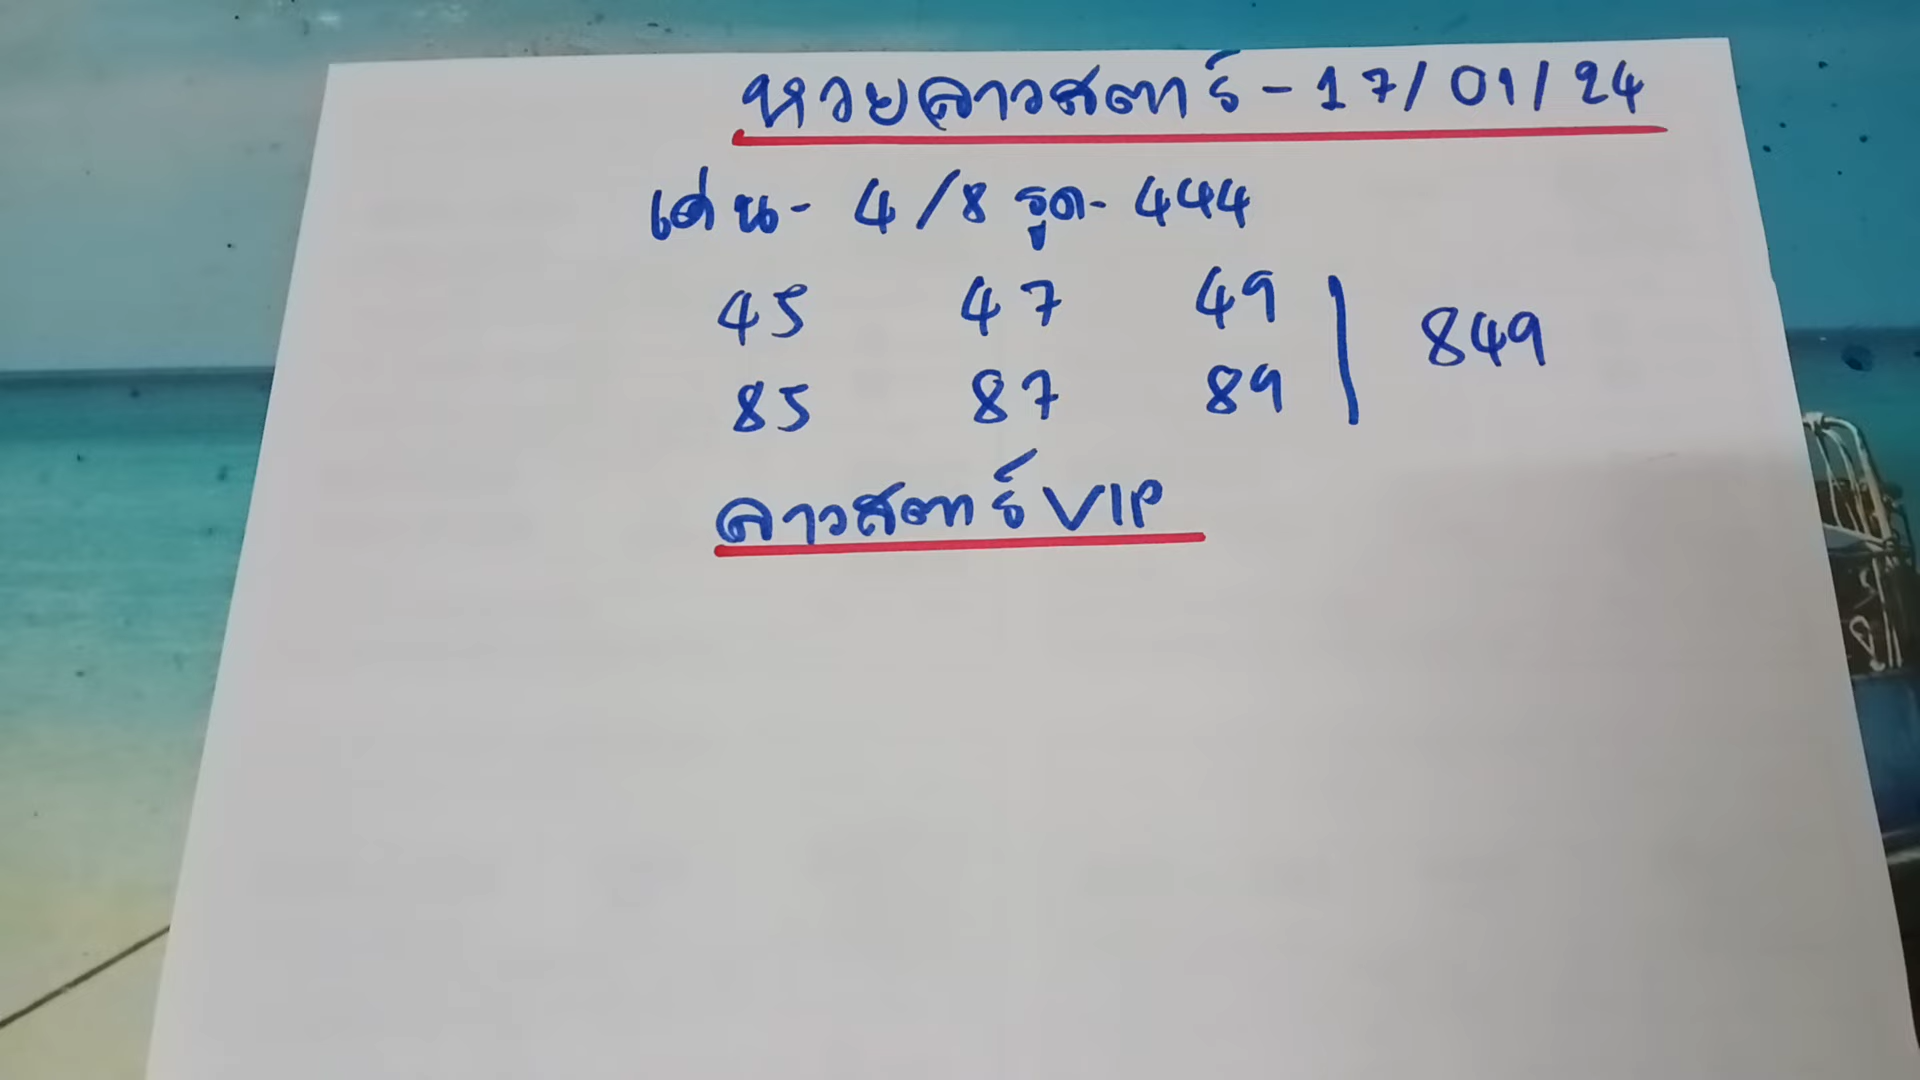 หวยลาวสตาร์ - 17/01/24
เด่น - 4/8 รูด - 444
45 47 49
849
85 87 89
ลาวสตาร์ VIP